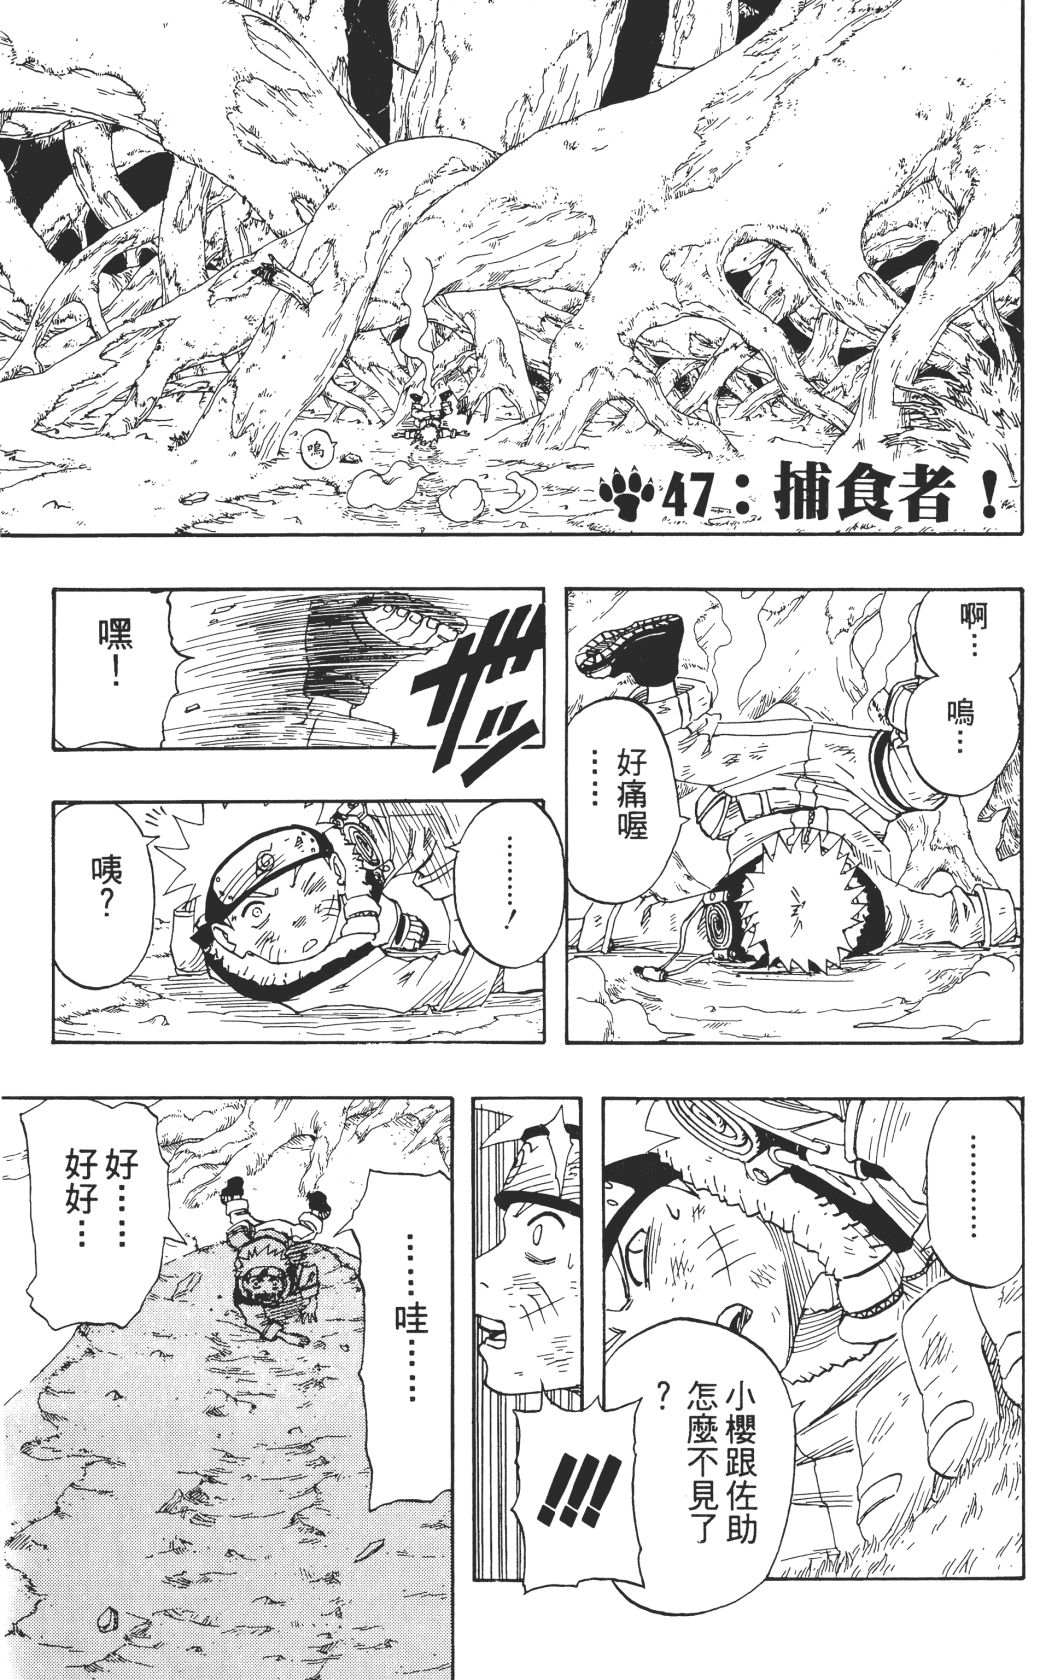 嗚
47：捕食者！
啊…
嗚…
好痛喔
……
嘿！
ザザッ
………！
咦？
…………
小櫻跟佐助
怎麼不見了
？
!!!
……哇……
好……
好好…